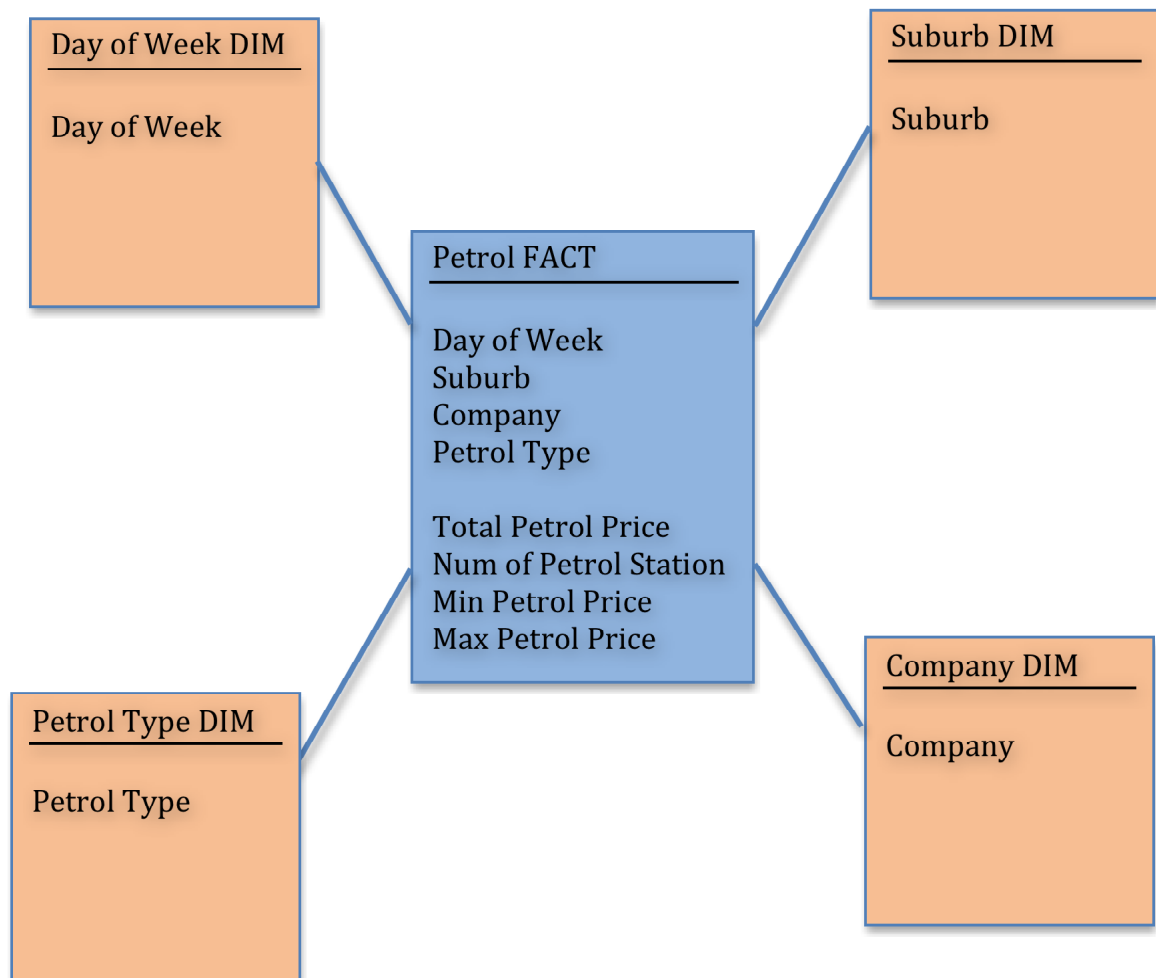 Day of Week DIM
Day of Week
Suburb DIM
Suburb
Petrol FACT
Day of Week
Suburb
Company
Petrol Type
Total Petrol Price
Num of Petrol Station
Min Petrol Price
Max Petrol Price
Petrol Type DIM
Petrol Type
Company DIM
Company